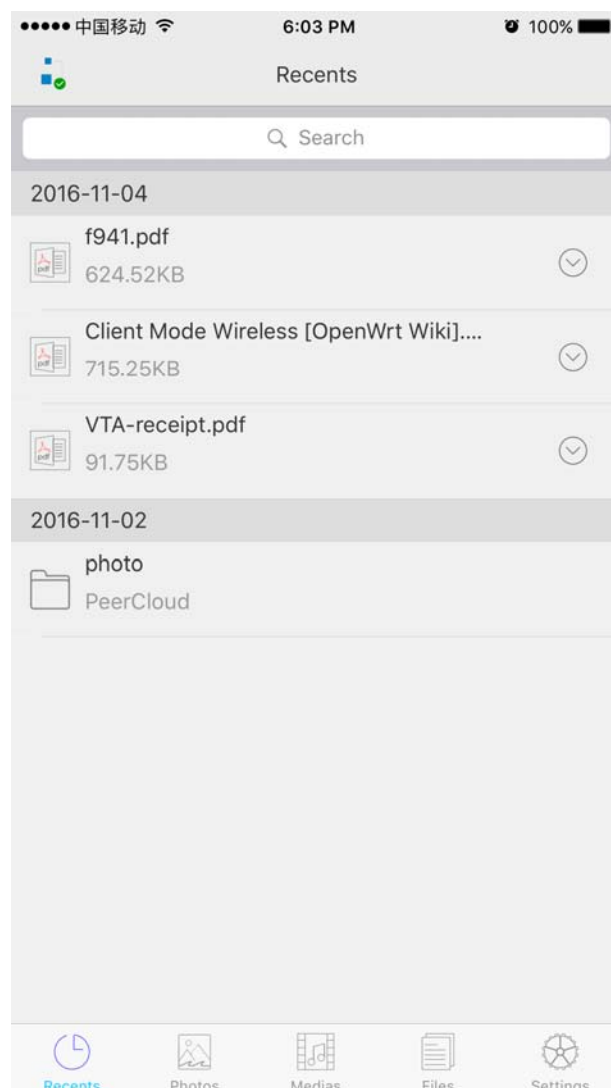 中国移动 6:03 PM 100%
Recents
Search
2016-11-04
f941.pdf
624.52KB
Client Mode Wireless [OpenWrt Wiki]....
715.25KB
VTA-receipt.pdf
91.75KB
2016-11-02
photo
PeerCloud
Recents Photos Medias Files Settings